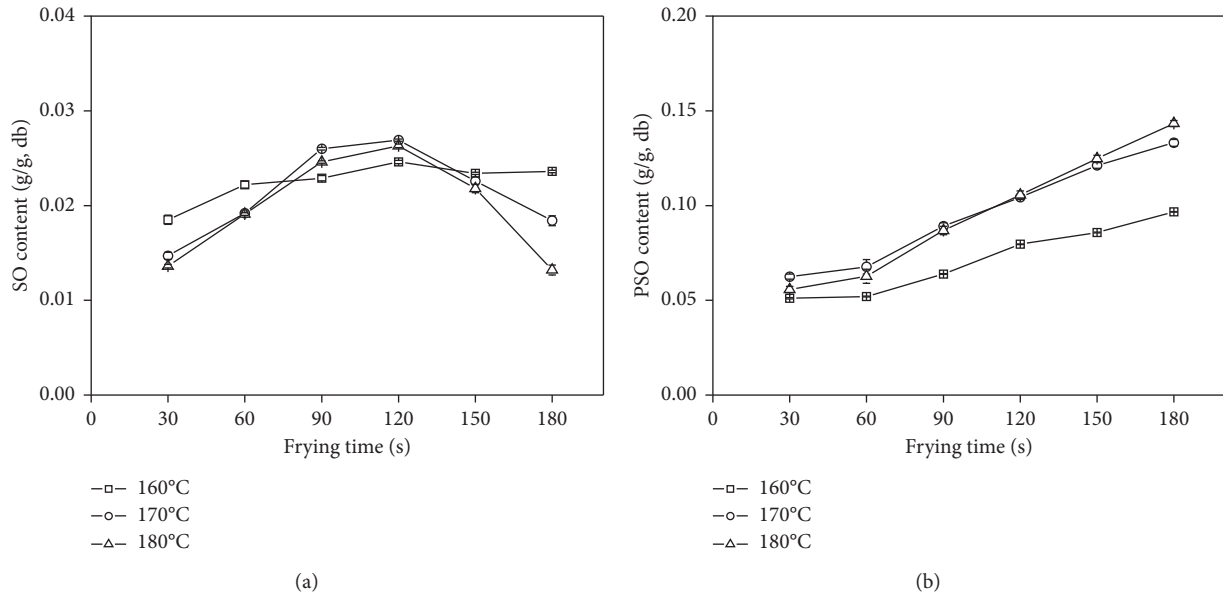 0.04
0.03
0.02
0.01
0.00
SO content (g/g, db)
0 30 60 90 120 150 180
Frying time (s)
160°C
170°C
180°C
(a)
0.20
0.15
0.10
0.05
0.00
PSO content (g/g, db)
0 30 60 90 120 150 180
Frying time (s)
160°C
170°C
180°C
(b)